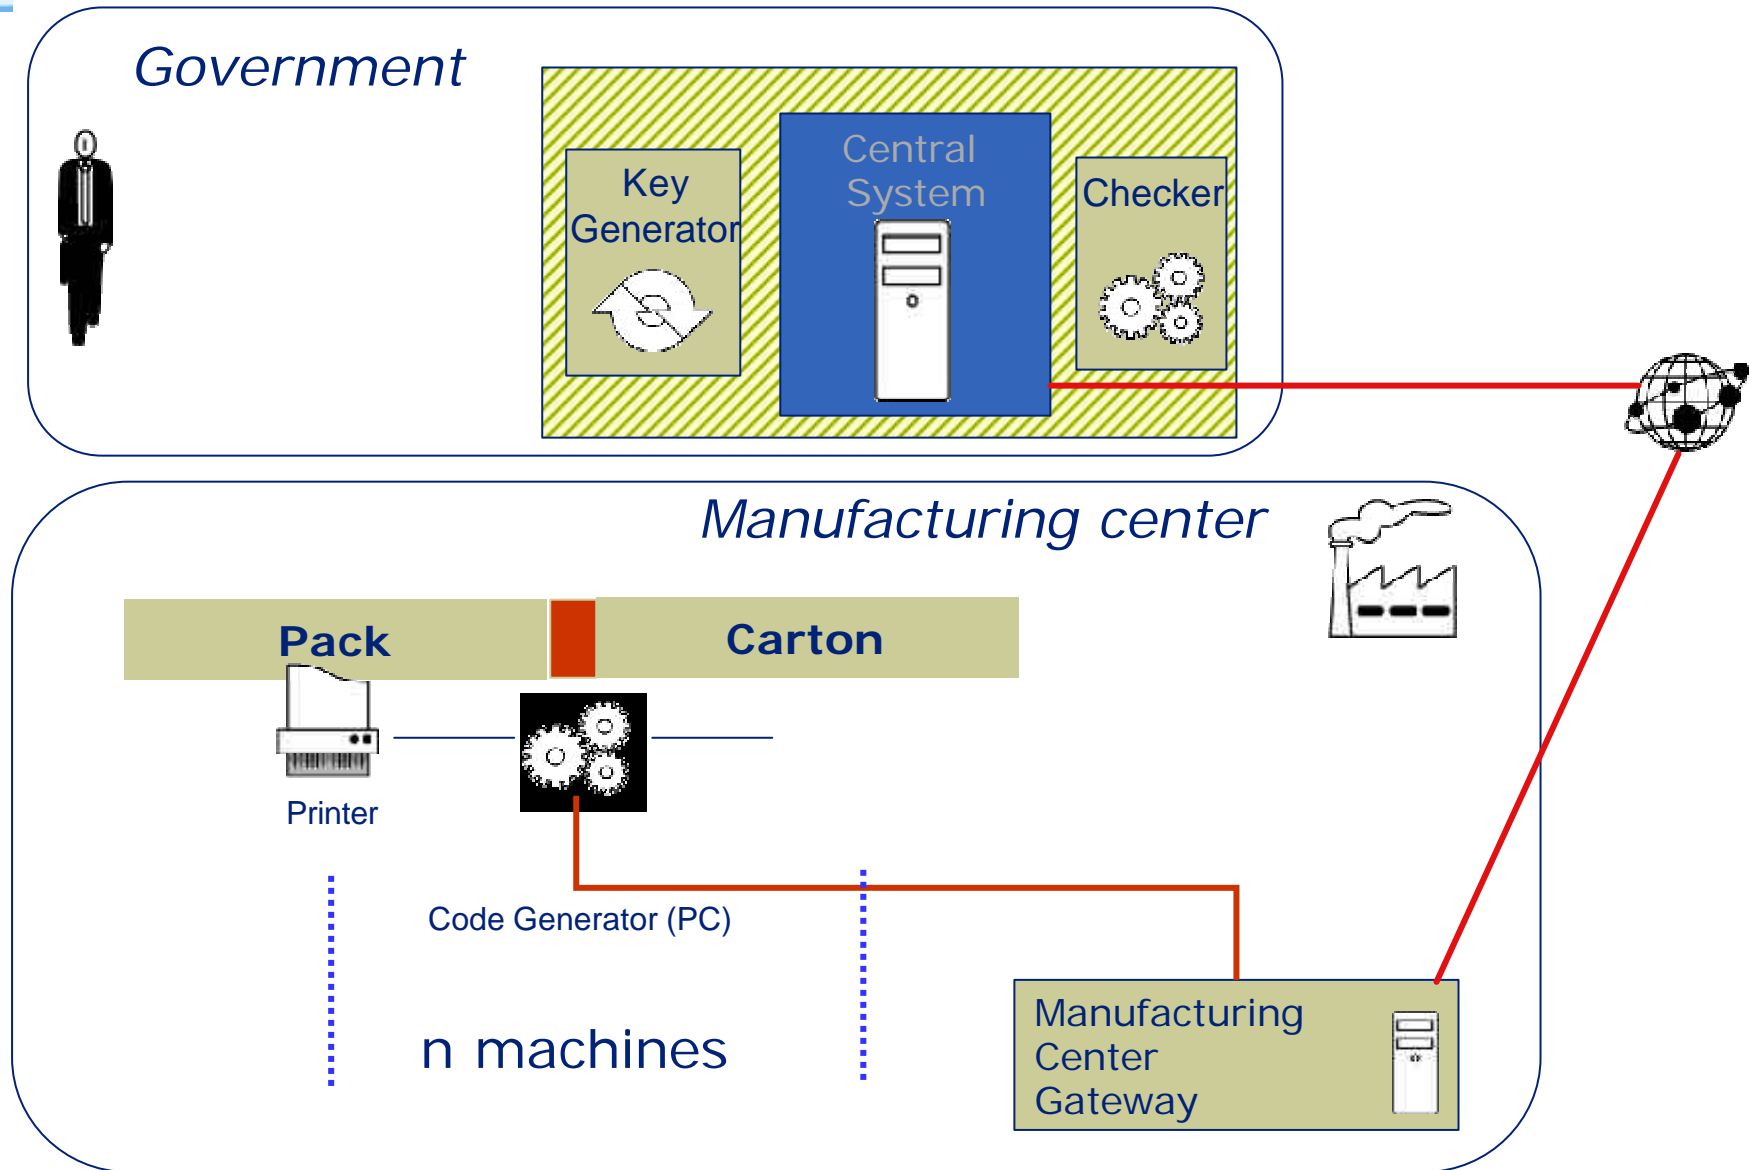 Government
Key
Generator
Central
System
Checker
Manufacturing center
Pack
Carton
Printer
Code Generator (PC)
n machines
Manufacturing
Center
Gateway